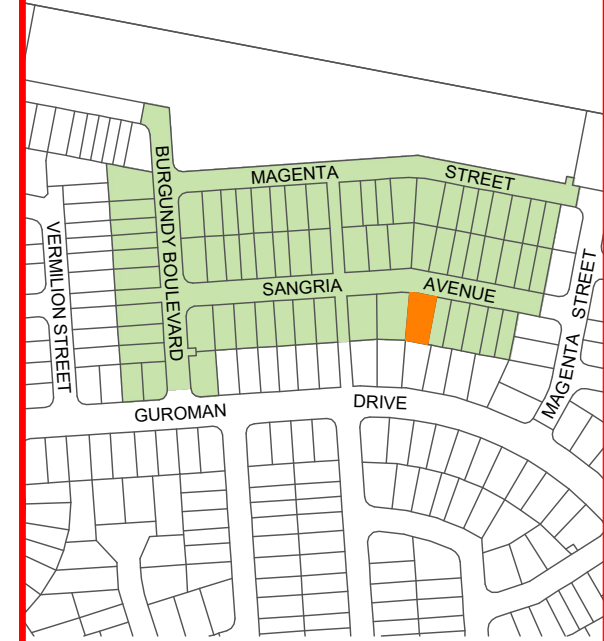 MAGENTA STREET
BURGUNDY BOULEVARD
VERMILION STREET
SANGRIA AVENUE
MAGENTA STREET
GUROMAN DRIVE